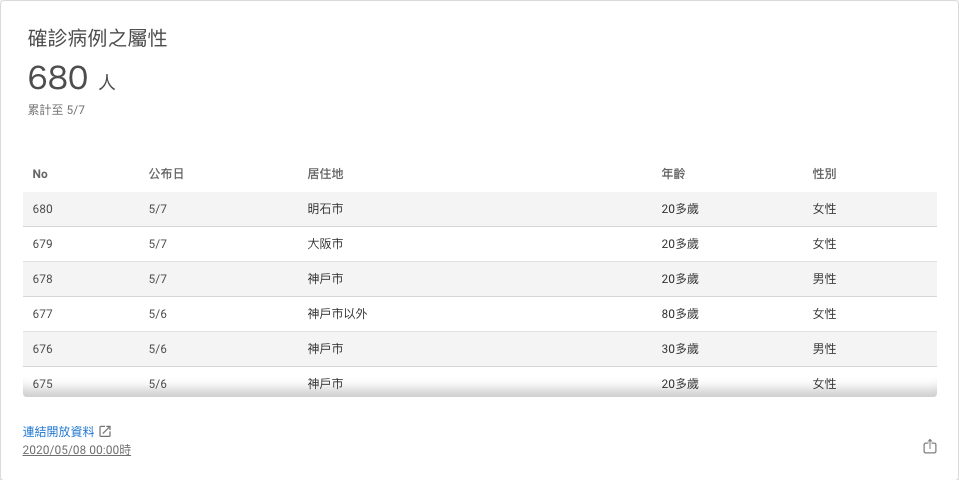 確診病例之屬性
680 人
累計至 5/7
No 公布日 居住地 年齡 性別
680 5/7 明石市 20多歲 女性
679 5/7 大阪市 20多歲 女性
678 5/7 神戶市 20多歲 男性
677 5/6 神戶市以外 80多歲 女性
676 5/6 神戶市 30多歲 男性
675 5/6 神戶市 20多歲 女性
連結開放資料
2020/05/08 00:00時